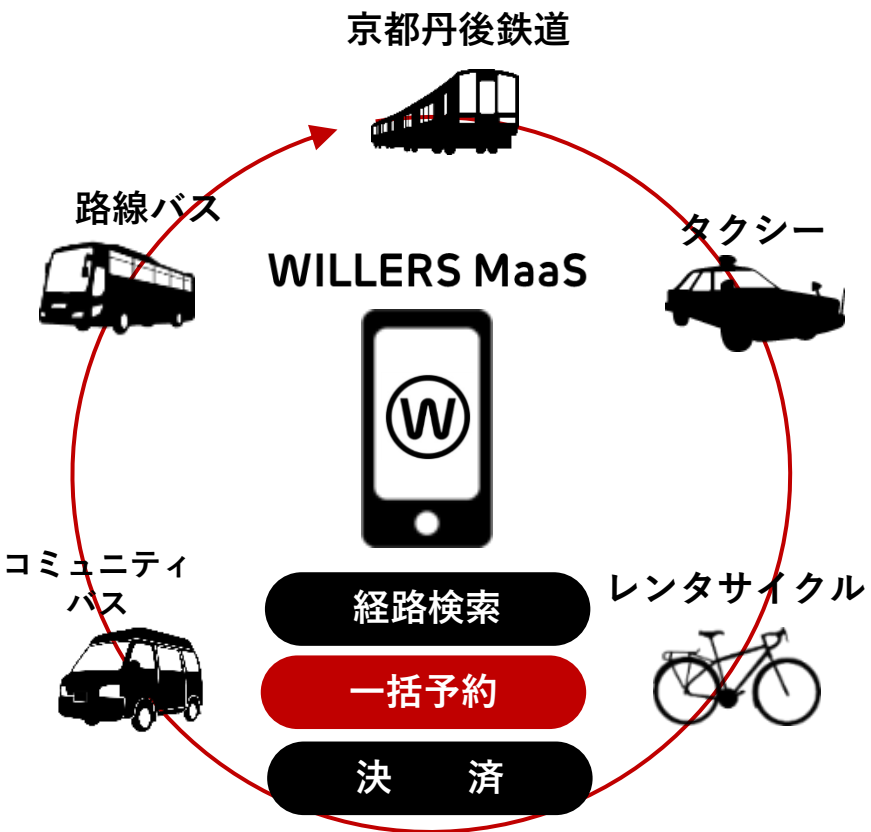 京都丹後鉄道
路線バス
タクシー
WILLERS MaaS
W
コミュニティ
バス
レンタサイクル
経路検索
一括予約
決　　済